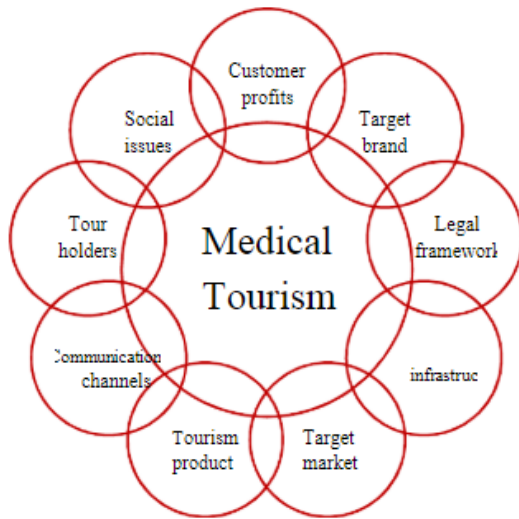 Customer
profits
Target
brand
Legal
framework
infrastruc
Target
market
Tourism
product
Communication
channels
Tour
holders
Social
issues
Medical
Tourism